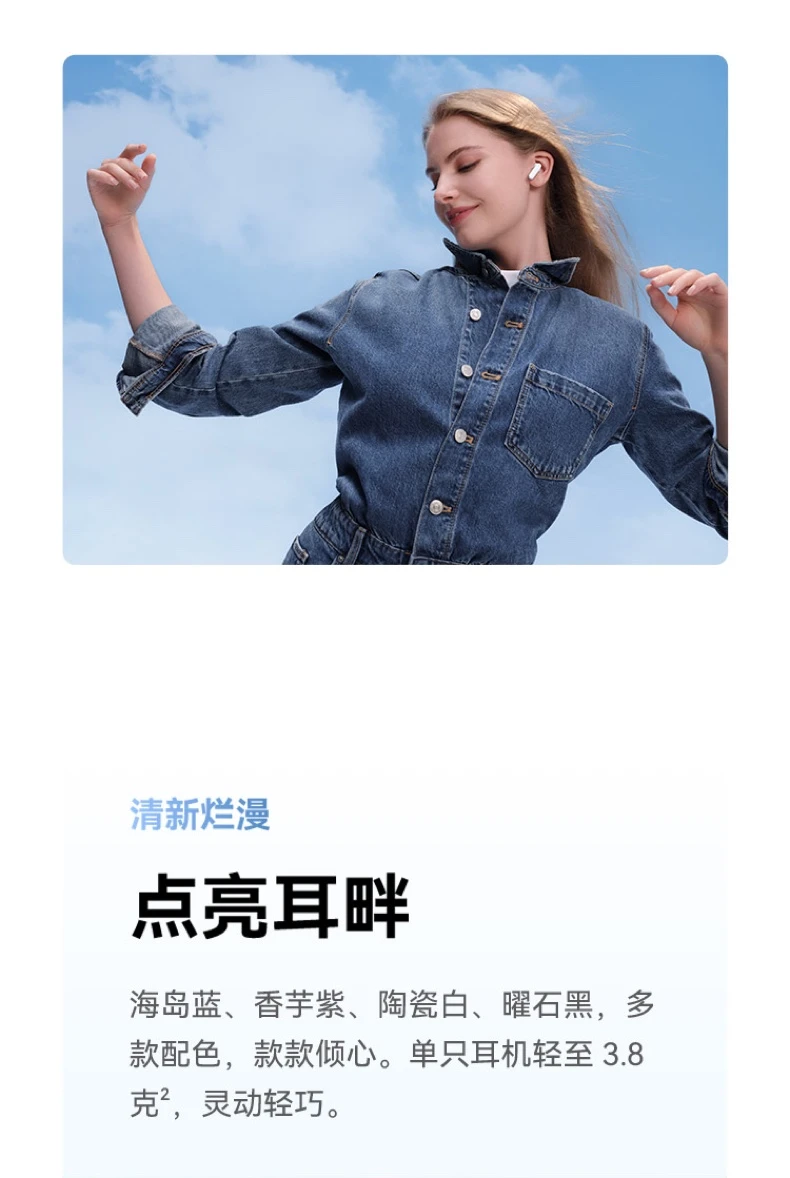 清新烂漫
点亮耳畔
海岛蓝、香芋紫、陶瓷白、曜石黑，多
款配色，款款倾心。单只耳机轻至 3.8
克²，灵动轻巧。